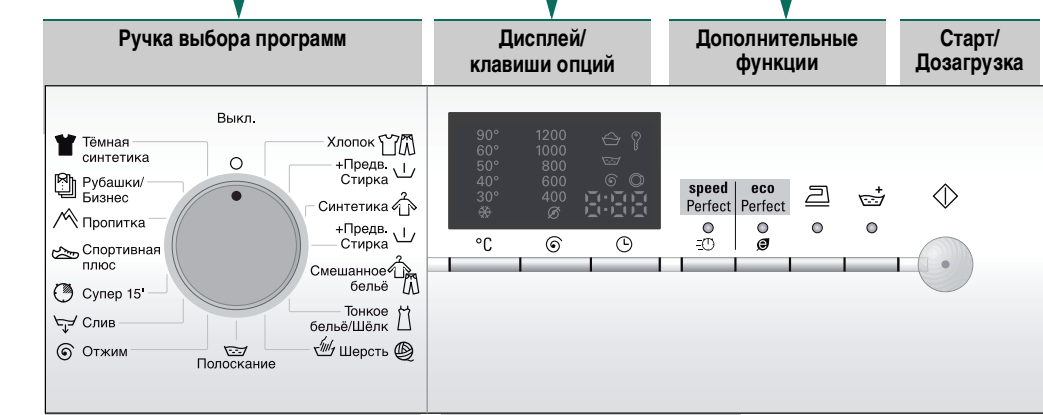 Ручка выбора программ
Дисплей/
клавиши опций
Дополнительные
функции
Старт/
Дозагрузка
Выкл.
Тёмная
синтетика
Рубашки/
Бизнес
Пропитка
Спортивная
плюс
Супер 15'
Слив
Отжим
Полоскание
Хлопок
+Предв.
Стирка
Синтетика
+Предв.
Стирка
Смешанное
бельё
Тонкое
бельё/Шёлк
Шерсть
90° 1200
60° 1000
50° 800
40° 600
30° 400
8:88
°C
speed
Perfect
eco
Perfect